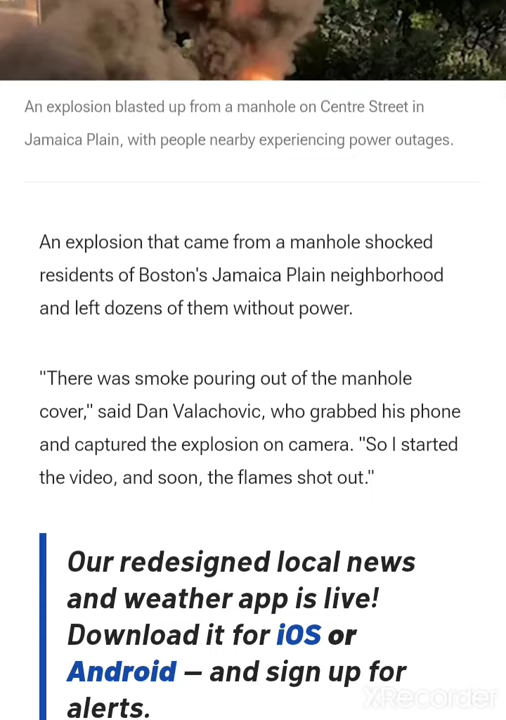 An explosion blasted up from a manhole on Centre Street in
Jamaica Plain, with people nearby experiencing power outages.
An explosion that came from a manhole shocked
residents of Boston's Jamaica Plain neighborhood
and left dozens of them without power.
"There was smoke pouring out of the manhole
cover," said Dan Valachovic, who grabbed his phone
and captured the explosion on camera. "So I started
the video, and soon, the flames shot out."
Our redesigned local news
and weather app is live!
Download it for iOS or
Android — and sign up for
alerts.
XRecorder